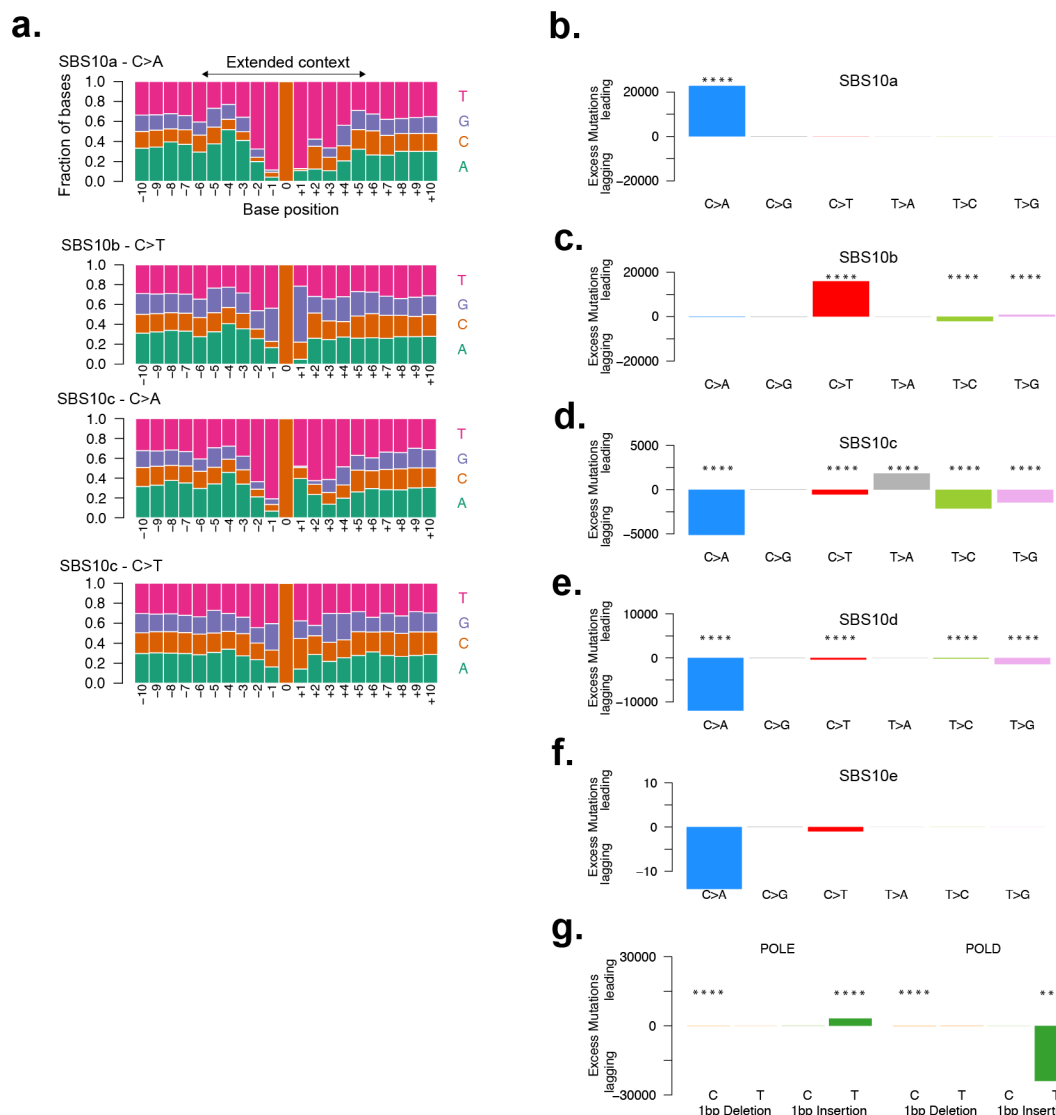 a.
SBS10a - C>A
Extended context
Fraction of bases
1.0
0.8
0.6
0.4
0.2
0.0
T
G
C
A
−10 −9 −8 −7 −6 −5 −4 −3 −2 −1 0 +1 +2 +3 +4 +5 +6 +7 +8 +9 +10
Base position
SBS10b - C>T
1.0
0.8
0.6
0.4
0.2
0.0
T
G
C
A
−10 −9 −8 −7 −6 −5 −4 −3 −2 −1 0 +1 +2 +3 +4 +5 +6 +7 +8 +9 +10
SBS10c - C>A
1.0
0.8
0.6
0.4
0.2
0.0
T
G
C
A
−10 −9 −8 −7 −6 −5 −4 −3 −2 −1 0 +1 +2 +3 +4 +5 +6 +7 +8 +9 +10
SBS10c - C>T
1.0
0.8
0.6
0.4
0.2
0.0
T
G
C
A
−10 −9 −8 −7 −6 −5 −4 −3 −2 −1 0 +1 +2 +3 +4 +5 +6 +7 +8 +9 +10
b.
SBS10a
Excess Mutations
lagging leading
20000
0
−20000
****
C>A C>G C>T T>A T>C T>G
c.
SBS10b
Excess Mutations
lagging leading
20000
0
−20000
**** **** ****
C>A C>G C>T T>A T>C T>G
d.
SBS10c
Excess Mutations
lagging leading
5000
0
−5000
**** **** **** **** ****
C>A C>G C>T T>A T>C T>G
e.
SBS10d
Excess Mutations
lagging leading
10000
0
−10000
**** **** **** ****
C>A C>G C>T T>A T>C T>G
f.
SBS10e
Excess Mutations
lagging leading
10
0
−10
C>A C>G C>T T>A T>C T>G
g.
POLE POLD
Excess Mutations
lagging leading
30000
0
−30000
**** **** **** **
C T C T C T C T
1bp Deletion 1bp Insertion 1bp Deletion 1bp Inserti